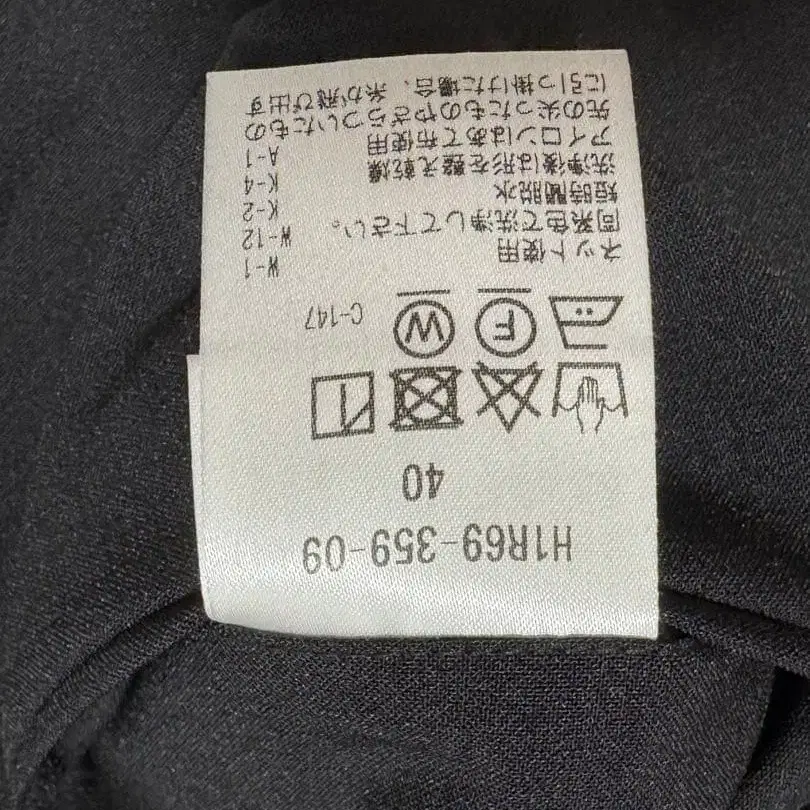 H1R69-359-09
40
F W C-147
ネット使用 W-1
同系色で洗浄して下さい。 W-12
短時間脱水 K-2
洗浄後は形を整え乾燥 K-4
アイロンはあて布使用 A-1
先の尖ったものやざらついたもの
に引っ掛けた場合、糸が飛び出す